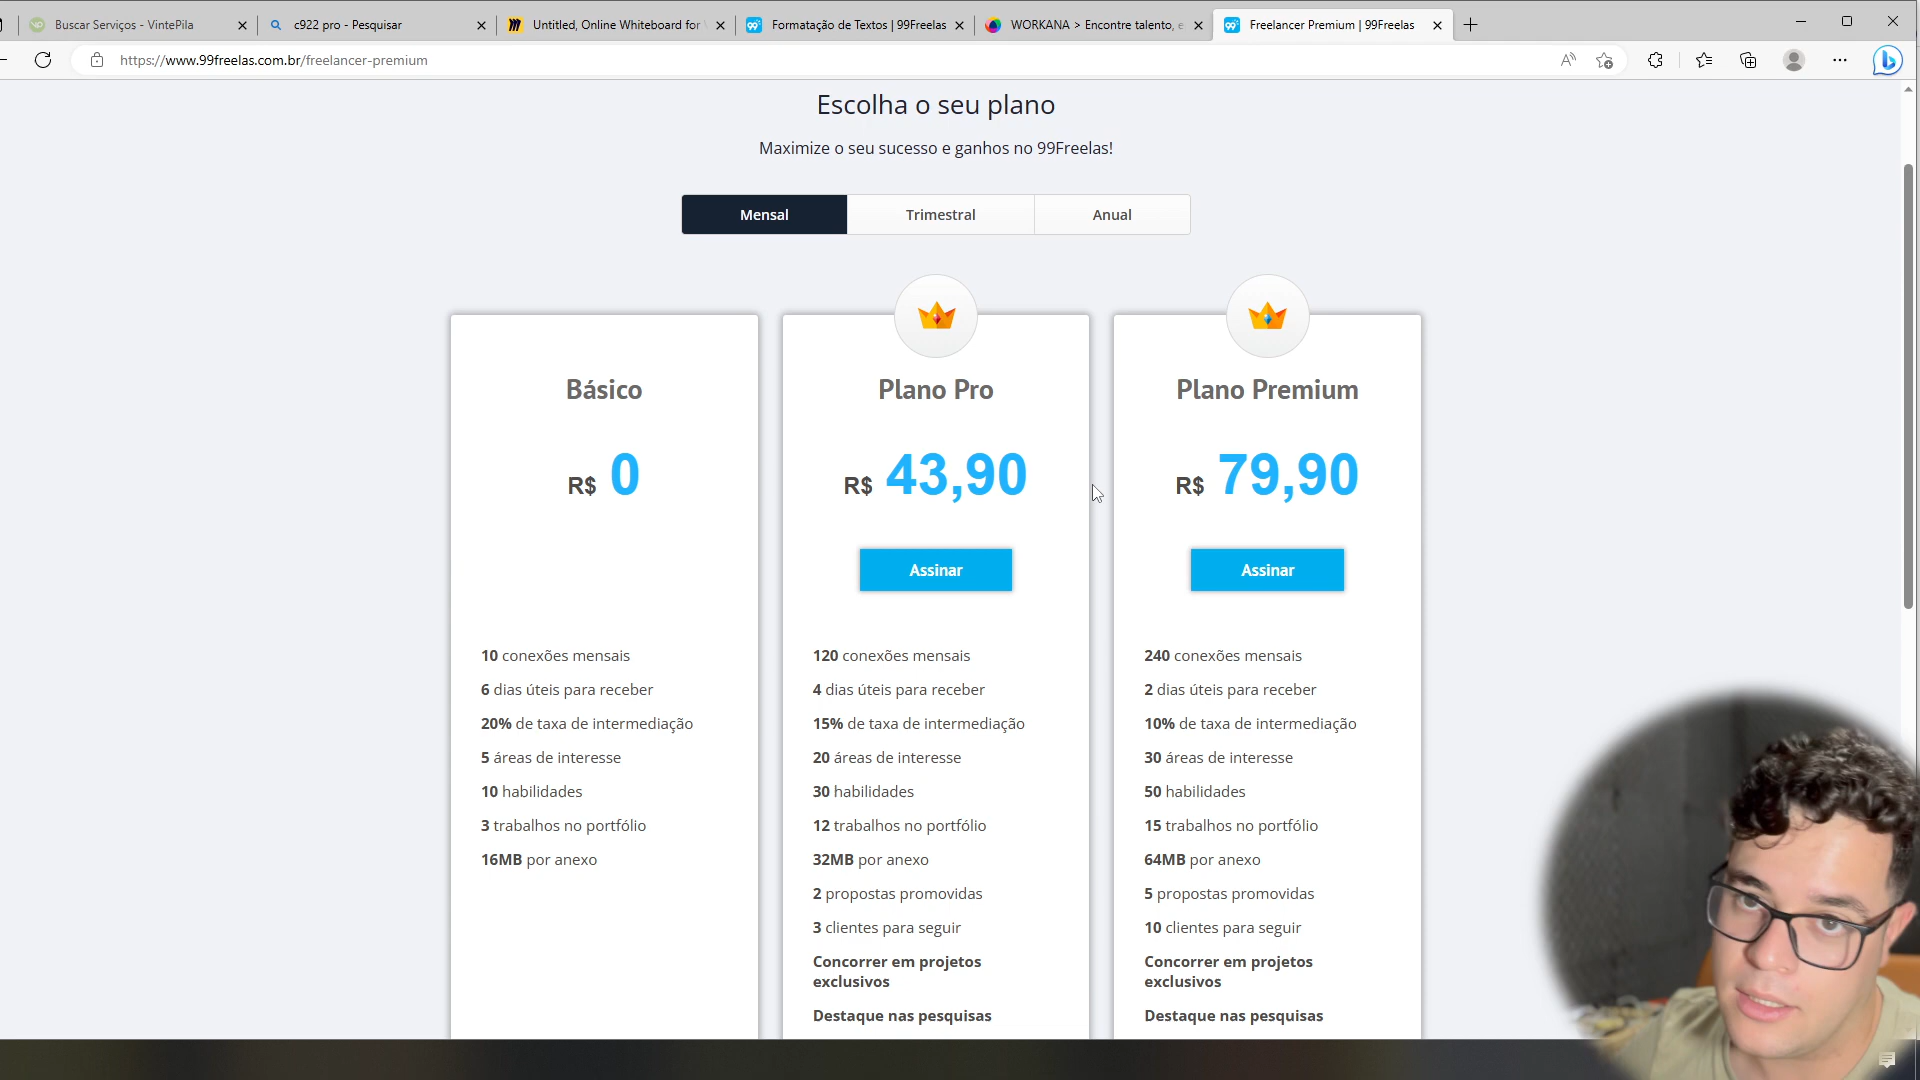 Buscar Serviços - VintePila
c922 pro - Pesquisar
Untitled, Online Whiteboard for
Formatação de Textos | 99Freelas
WORKANA > Encontre talento, e
Freelancer Premium | 99Freelas
https://www.99freelas.com.br/freelancer-premium
Escolha o seu plano
Maximize o seu sucesso e ganhos no 99Freelas!
Mensal
Trimestral
Anual
Básico
R$ 0
10 conexões mensais
6 dias úteis para receber
20% de taxa de intermediação
5 áreas de interesse
10 habilidades
3 trabalhos no portfólio
16MB por anexo
Plano Pro
R$ 43,90
Assinar
120 conexões mensais
4 dias úteis para receber
15% de taxa de intermediação
20 áreas de interesse
30 habilidades
12 trabalhos no portfólio
32MB por anexo
2 propostas promovidas
3 clientes para seguir
Concorrer em projetos
exclusivos
Destaque nas pesquisas
Plano Premium
R$ 79,90
Assinar
240 conexões mensais
2 dias úteis para receber
10% de taxa de intermediação
30 áreas de interesse
50 habilidades
15 trabalhos no portfólio
64MB por anexo
5 propostas promovidas
10 clientes para seguir
Concorrer em projetos
exclusivos
Destaque nas pesquisas